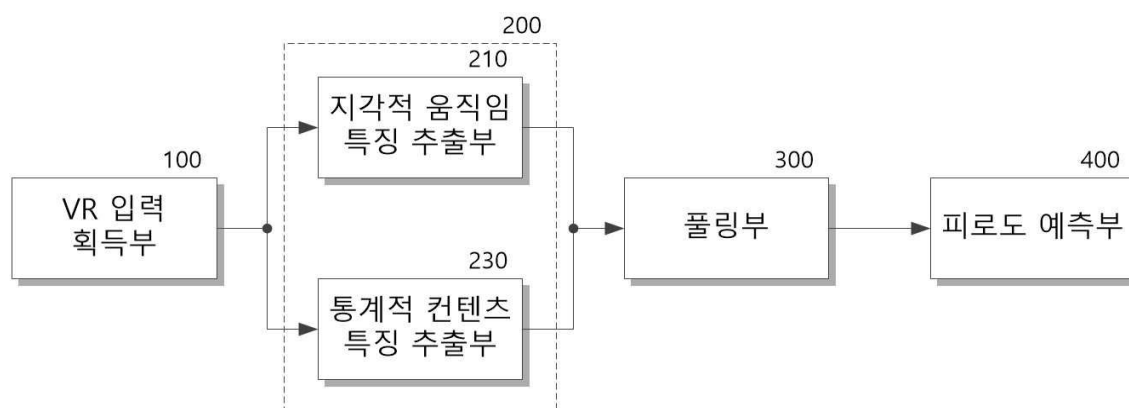 200
210
지각적 움직임
특징 추출부
100
VR 입력
획득부
300
풀링부
400
피로도 예측부
230
통계적 컨텐츠
특징 추출부